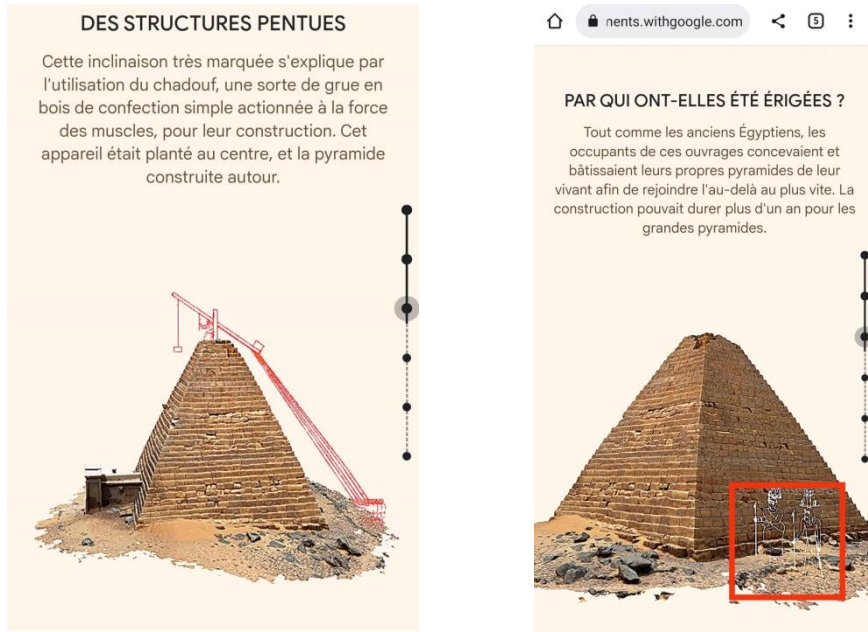 DES STRUCTURES PENTUES
Cette inclinaison très marquée s'explique par
l'utilisation du chadouf, une sorte de grue en
bois de confection simple actionnée à la force
des muscles, pour leur construction. Cet
appareil était planté au centre, et la pyramide
construite autour.
nents.withgoogle.com
5
PAR QUI ONT-ELLES ÉTÉ ÉRIGÉES ?
Tout comme les anciens Égyptiens, les
occupants de ces ouvrages concevaient et
bâtissaient leurs propres pyramides de leur
vivant afin de rejoindre l'au-delà au plus vite. La
construction pouvait durer plus d'un an pour les
grandes pyramides.